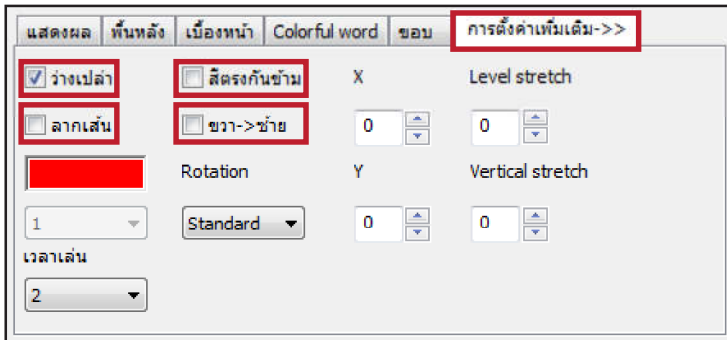 แสดงผล พื้นหลัง เบื้องหน้า Colorful word ขอบ การตั้งค่าเพิ่มเติม->>
ว่างเปล่า สีตรงกันข้าม X Level stretch
ลากเส้น ขวา->ซ้าย 0 0
Rotation Y Vertical stretch
1 Standard 0 0
เวลาเล่น
2